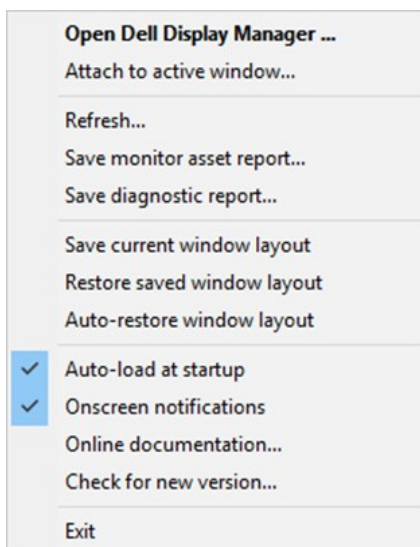 Open Dell Display Manager ...
Attach to active window...
Refresh...
Save monitor asset report...
Save diagnostic report...
Save current window layout
Restore saved window layout
Auto-restore window layout
Auto-load at startup
Onscreen notifications
Online documentation...
Check for new version...
Exit